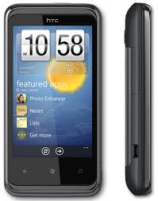 htc
10 58
featured apps
Photo Enhancer
Notes
Lists
Get more